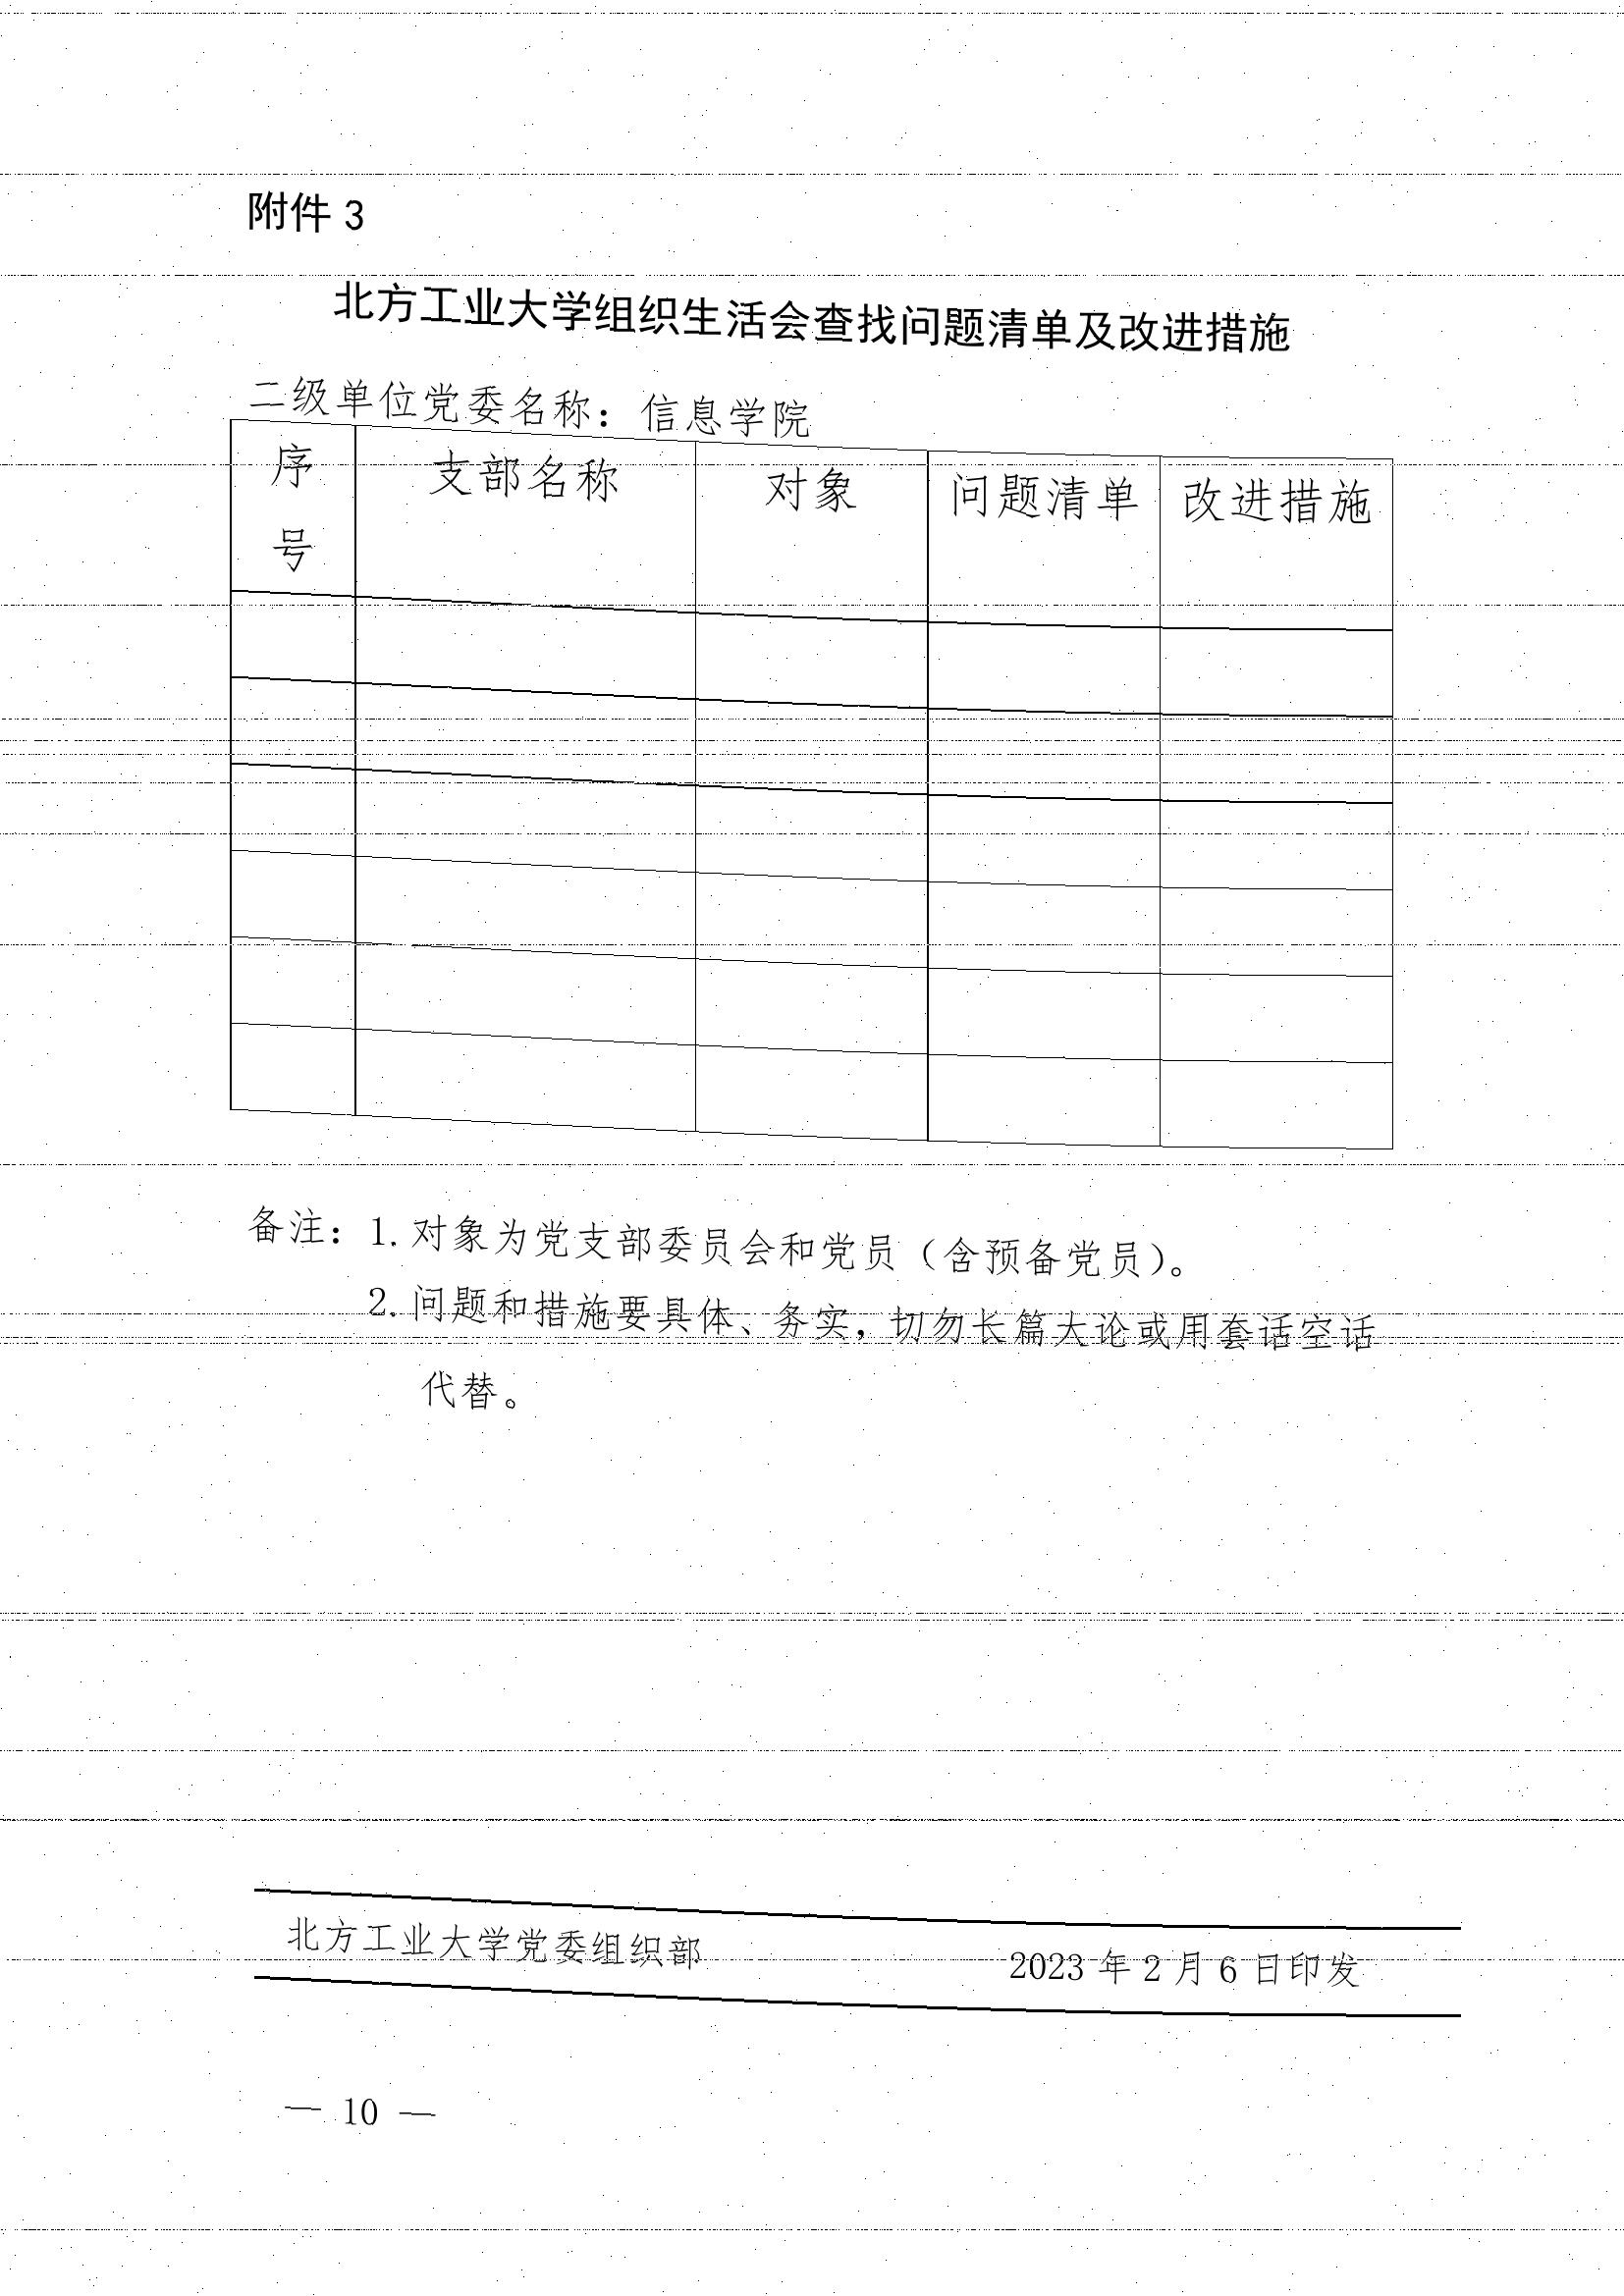 附件 3
北方工业大学组织生活会查找问题清单及改进措施
二级单位党委名称：信息学院
序号 支部名称 对象 问题清单 改进措施
备注：1. 对象为党支部委员会和党员（含预备党员）。
2. 问题和措施要具体、务实，切勿长篇大论或用套话空话
代替。
北方工业大学党委组织部 2023 年 2 月 6 日印发
— 10 —